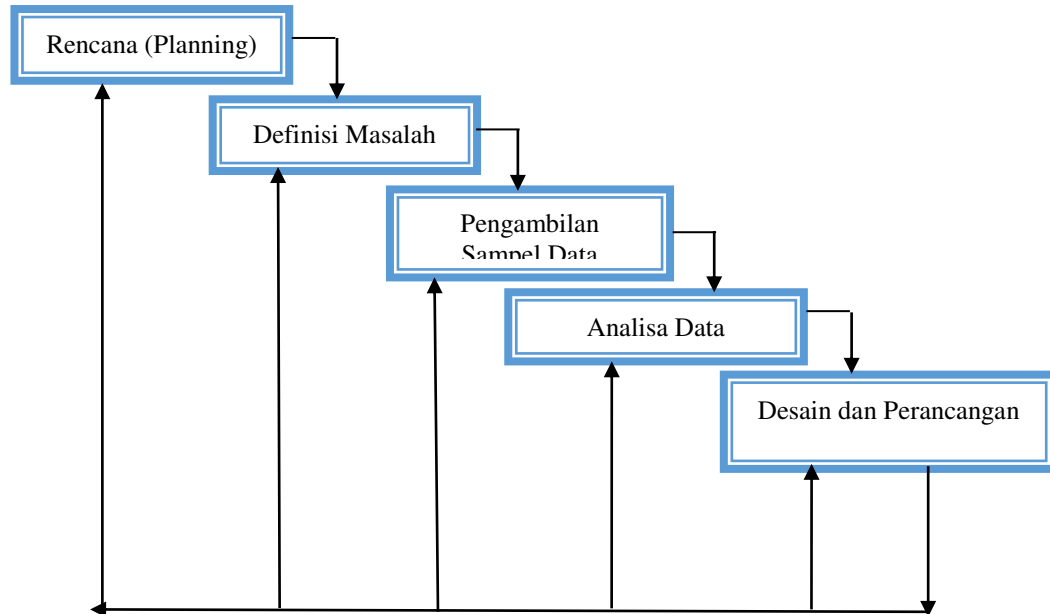 Rencana (Planning)
Definisi Masalah
Pengambilan
Sampel Data
Analisa Data
Desain dan Perancangan